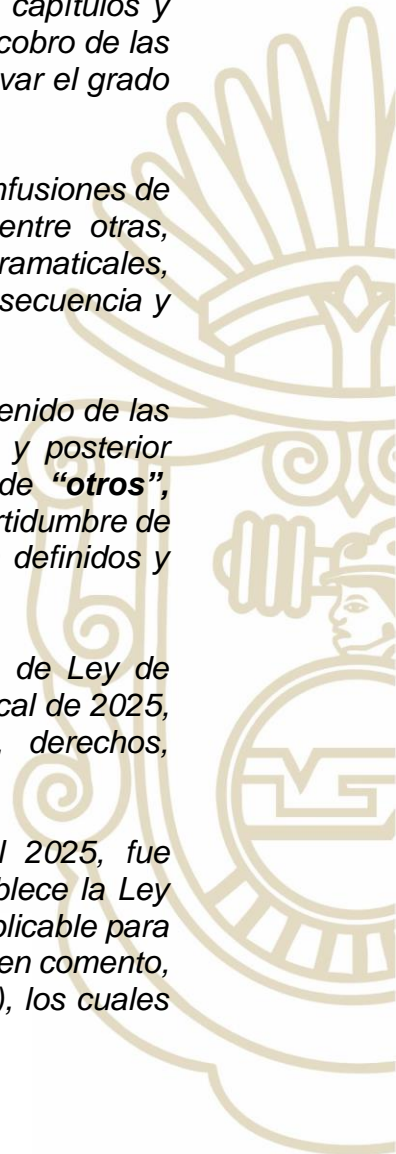 capítulos y
cobro de las
var el grado
nfusiones de
entre otras,
ramaticales,
secuencia y
tenido de las
y posterior
de “otros”,
rtidumbre de
definidos y
de Ley de
cal de 2025,
derechos,
l 2025, fue
blece la Ley
plicable para
en comento,
), los cuales